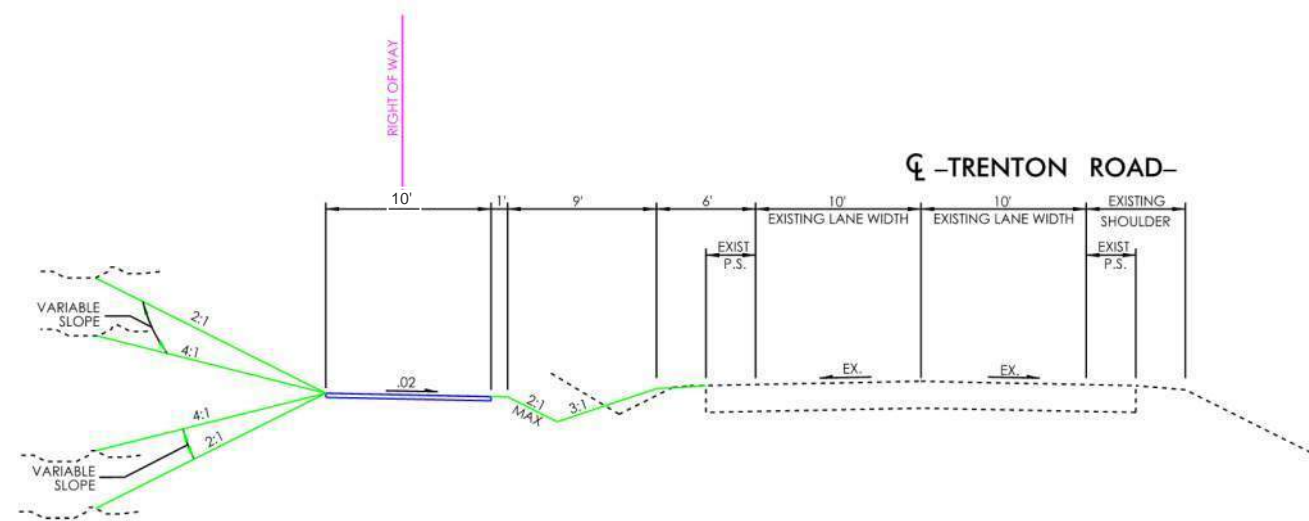 RIGHT OF WAY
℄ –TRENTON ROAD–
10'
1'
9'
6'
10'
EXISTING LANE WIDTH
10'
EXISTING LANE WIDTH
EXISTING
SHOULDER
EXIST
P.S.
EXIST
P.S.
VARIABLE
SLOPE
2:1
4:1
.02
2:1
MAX
3:1
EX.
EX.
4:1
2:1
VARIABLE
SLOPE